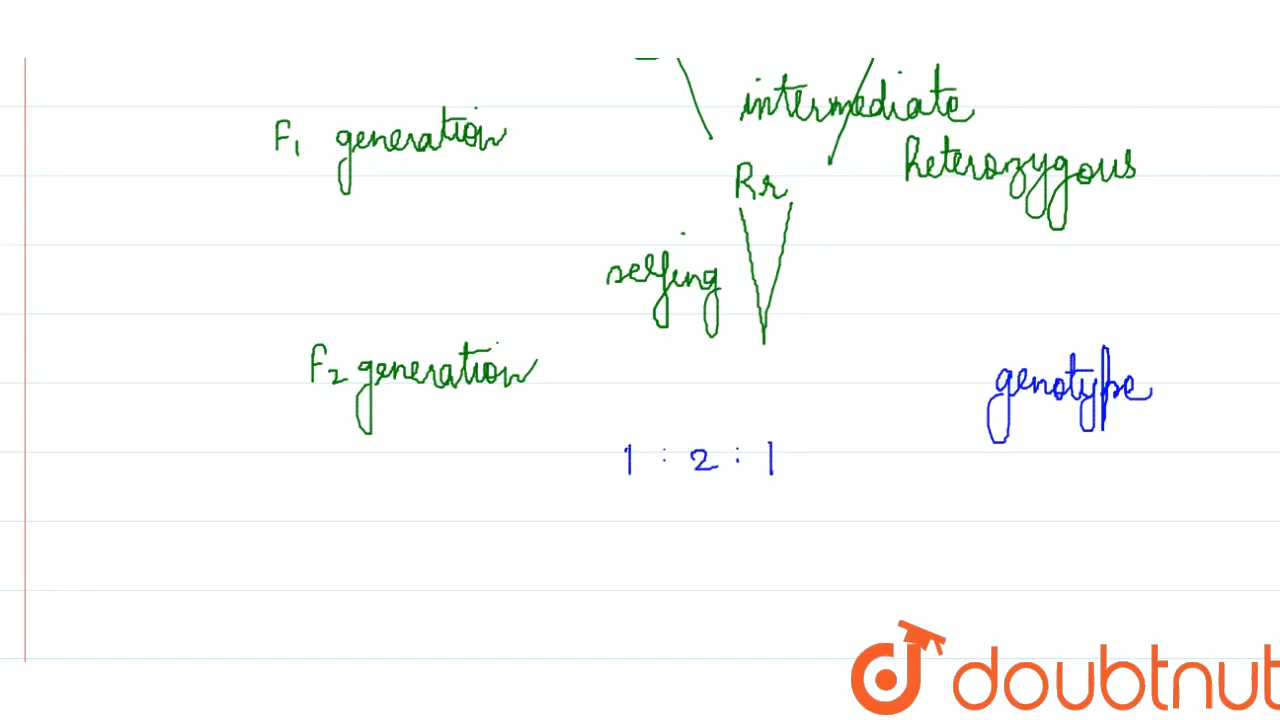 intermediate
F1 generation
heterozygous
Rr
selfing
F2 generation
genotype
1 : 2 : 1
doubtnut